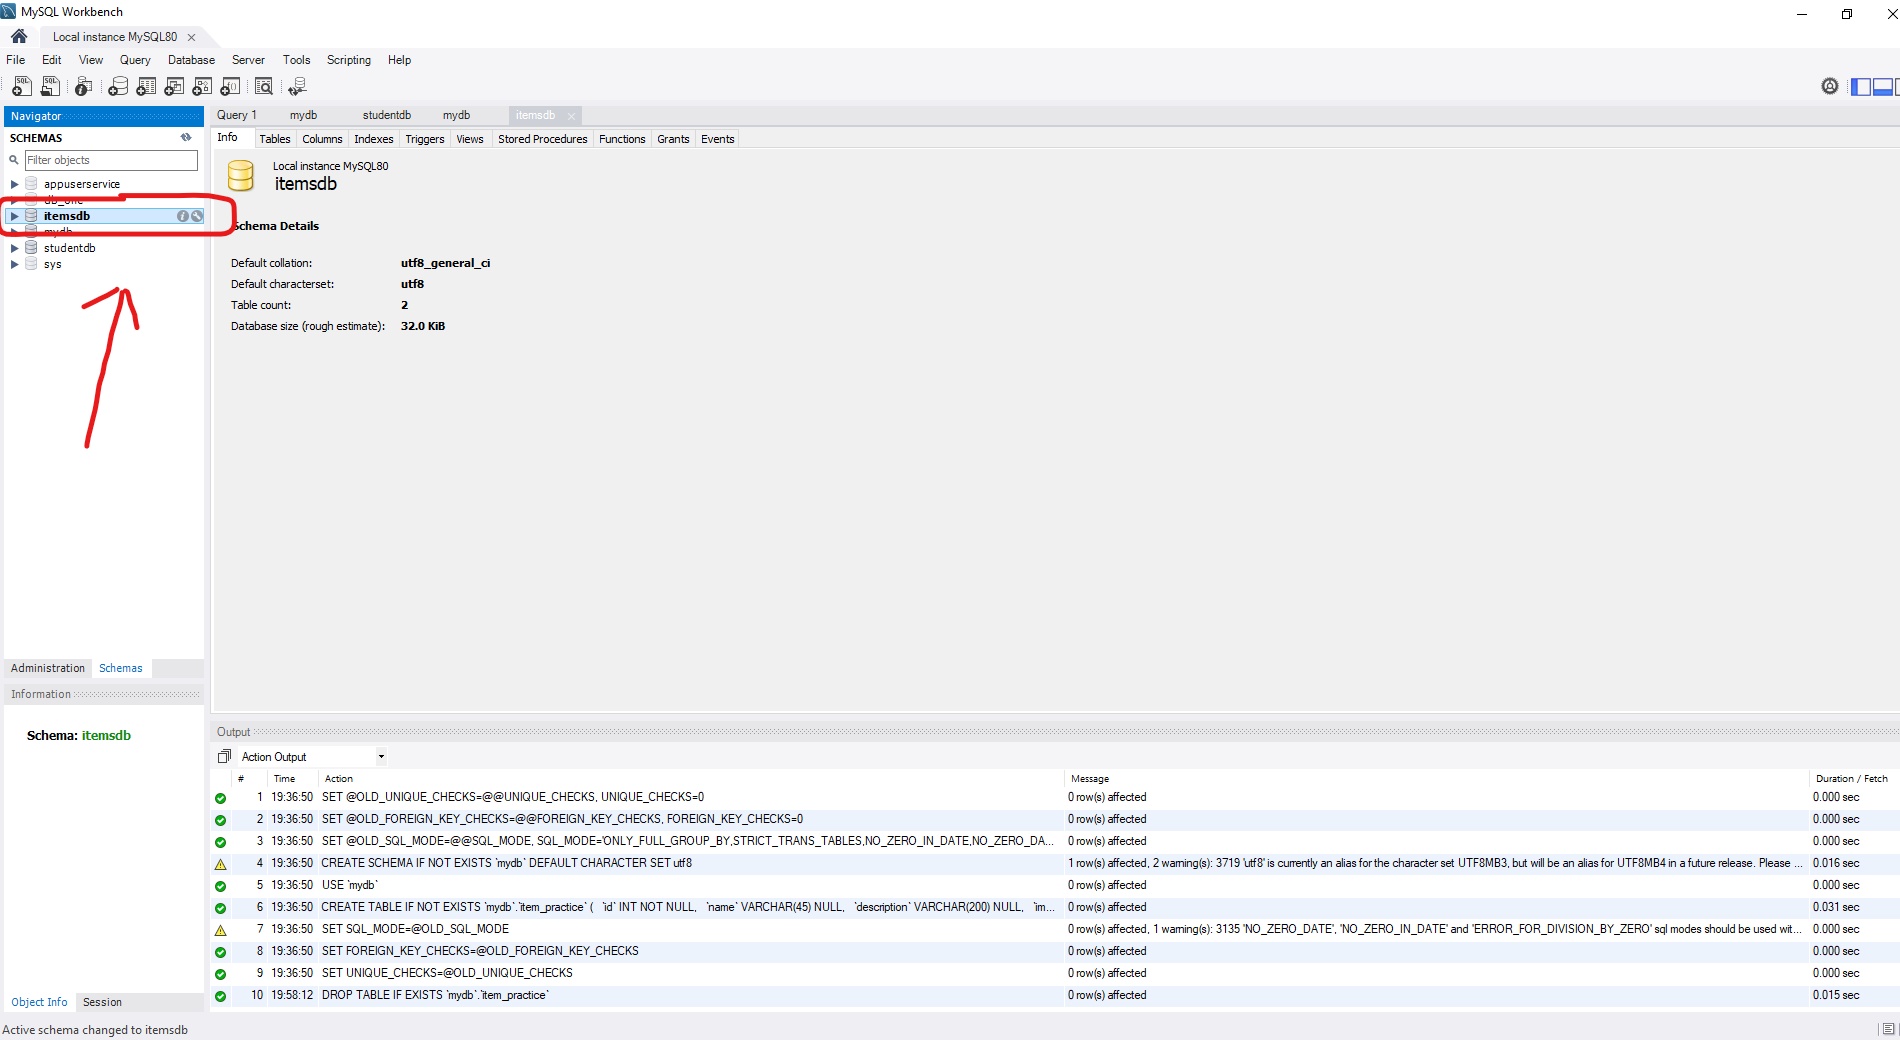 MySQL Workbench
Local instance MySQL80
File Edit View Query Database Server Tools Scripting Help
Navigator
SCHEMAS
Filter objects
appuserservice
db_one
itemsdb
mydb
studentdb
sys
Administration Schemas
Information
Schema: itemsdb
Object Info Session
Query 1 mydb studentdb mydb itemsdb
Info Tables Columns Indexes Triggers Views Stored Procedures Functions Grants Events
Local instance MySQL80
itemsdb
Schema Details
Default collation: utf8_general_ci
Default characterset: utf8
Table count: 2
Database size (rough estimate): 32.0 KiB
Output
Action Output
# Time Action Message Duration / Fetch
1 19:36:50 SET @OLD_UNIQUE_CHECKS=@@UNIQUE_CHECKS, UNIQUE_CHECKS=0 0 row(s) affected 0.000 sec
2 19:36:50 SET @OLD_FOREIGN_KEY_CHECKS=@@FOREIGN_KEY_CHECKS, FOREIGN_KEY_CHECKS=0 0 row(s) affected 0.000 sec
3 19:36:50 SET @OLD_SQL_MODE=@@SQL_MODE, SQL_MODE='ONLY_FULL_GROUP_BY,STRICT_TRANS_TABLES,NO_ZERO_IN_DATE,NO_ZERO_DA... 0 row(s) affected 0.000 sec
4 19:36:50 CREATE SCHEMA IF NOT EXISTS `mydb` DEFAULT CHARACTER SET utf8 1 row(s) affected, 2 warning(s): 3719 'utf8' is currently an alias for the character set UTF8MB3, but will be an alias for UTF8MB4 in a future release. Please ... 0.016 sec
5 19:36:50 USE `mydb` 0 row(s) affected 0.000 sec
6 19:36:50 CREATE TABLE IF NOT EXISTS `mydb`.`item_practice` ( `id` INT NOT NULL, `name` VARCHAR(45) NULL, `description` VARCHAR(200) NULL, `im... 0 row(s) affected 0.031 sec
7 19:36:50 SET SQL_MODE=@OLD_SQL_MODE 0 row(s) affected, 1 warning(s): 3135 'NO_ZERO_DATE', 'NO_ZERO_IN_DATE' and 'ERROR_FOR_DIVISION_BY_ZERO' sql modes should be used wit... 0.000 sec
8 19:36:50 SET FOREIGN_KEY_CHECKS=@OLD_FOREIGN_KEY_CHECKS 0 row(s) affected 0.000 sec
9 19:36:50 SET UNIQUE_CHECKS=@OLD_UNIQUE_CHECKS 0 row(s) affected 0.000 sec
10 19:58:12 DROP TABLE IF EXISTS `mydb`.`item_practice` 0 row(s) affected 0.015 sec
Active schema changed to itemsdb